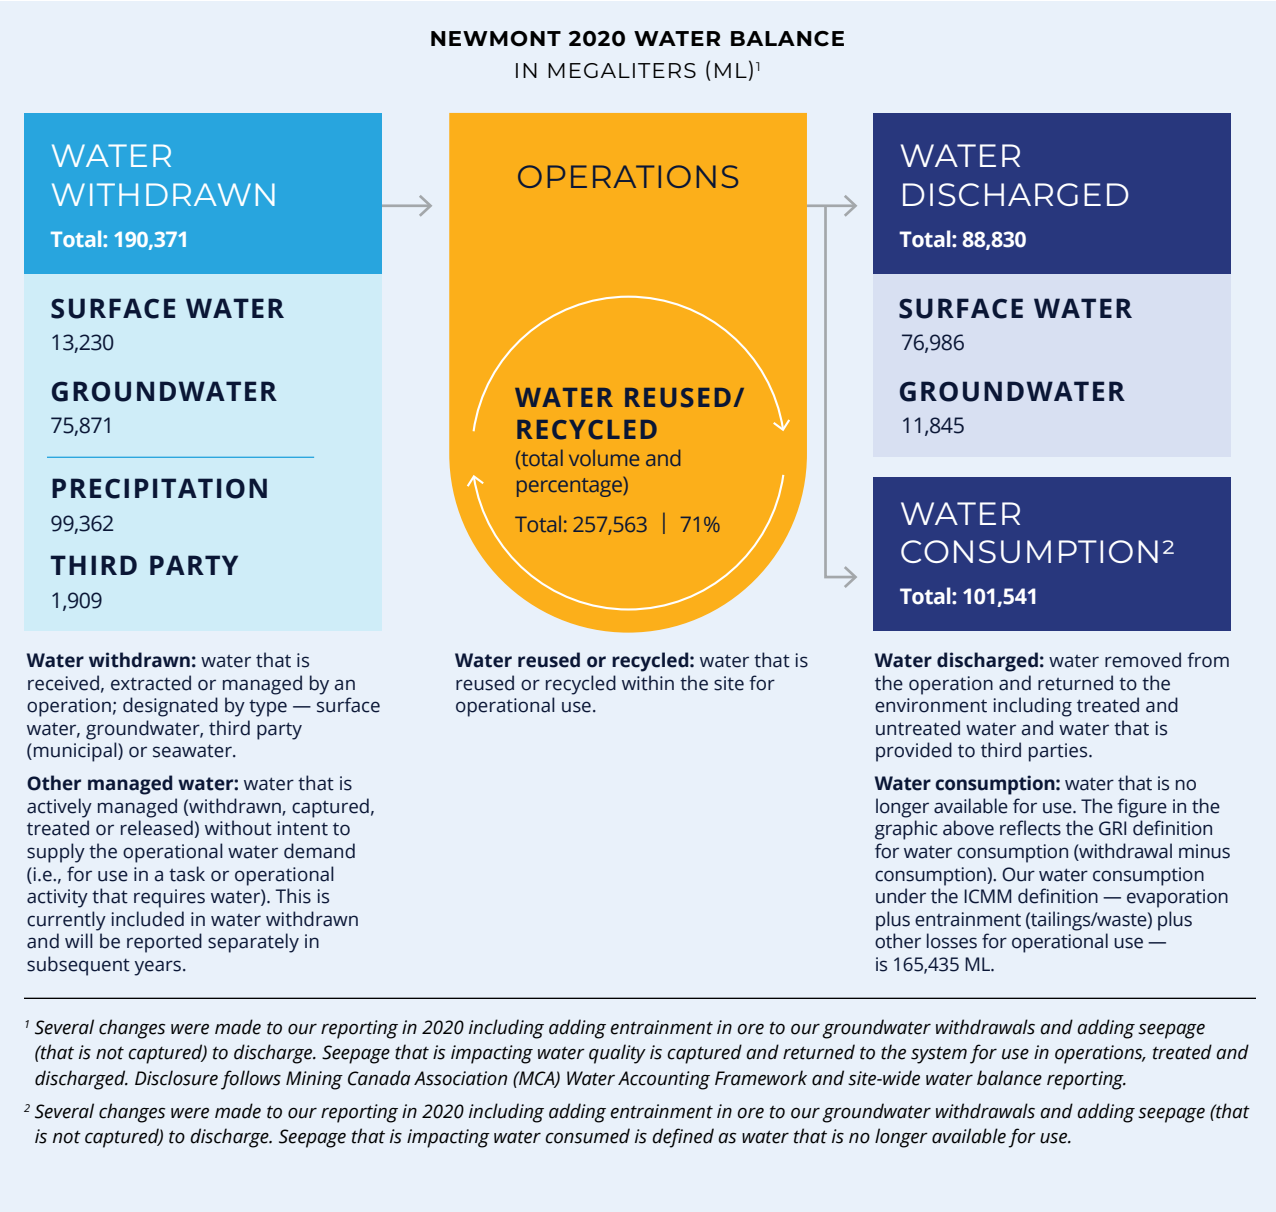 NEWMONT 2020 WATER BALANCE
IN MEGALITERS (ML)¹
WATER
WITHDRAWN
Total: 190,371
SURFACE WATER
13,230
GROUNDWATER
75,871
PRECIPITATION
99,362
THIRD PARTY
1,909
Water withdrawn: water that is
received, extracted or managed by an
operation; designated by type — surface
water, groundwater, third party
(municipal) or seawater.
Other managed water: water that is
actively managed (withdrawn, captured,
treated or released) without intent to
supply the operational water demand
(i.e., for use in a task or operational
activity that requires water). This is
currently included in water withdrawn
and will be reported separately in
subsequent years.
OPERATIONS
WATER REUSED/
RECYCLED
(total volume and
percentage)
Total: 257,563 | 71%
Water reused or recycled: water that is
reused or recycled within the site for
operational use.
WATER
DISCHARGED
Total: 88,830
SURFACE WATER
76,986
GROUNDWATER
11,845
WATER
CONSUMPTION²
Total: 101,541
Water discharged: water removed from
the operation and returned to the
environment including treated and
untreated water and water that is
provided to third parties.
Water consumption: water that is no
longer available for use. The figure in the
graphic above reflects the GRI definition
for water consumption (withdrawal minus
consumption). Our water consumption
under the ICMM definition — evaporation
plus entrainment (tailings/waste) plus
other losses for operational use —
is 165,435 ML.
¹ Several changes were made to our reporting in 2020 including adding entrainment in ore to our groundwater withdrawals and adding seepage
(that is not captured) to discharge. Seepage that is impacting water quality is captured and returned to the system for use in operations, treated and
discharged. Disclosure follows Mining Canada Association (MCA) Water Accounting Framework and site-wide water balance reporting.
² Several changes were made to our reporting in 2020 including adding entrainment in ore to our groundwater withdrawals and adding seepage (that
is not captured) to discharge. Seepage that is impacting water consumed is defined as water that is no longer available for use.